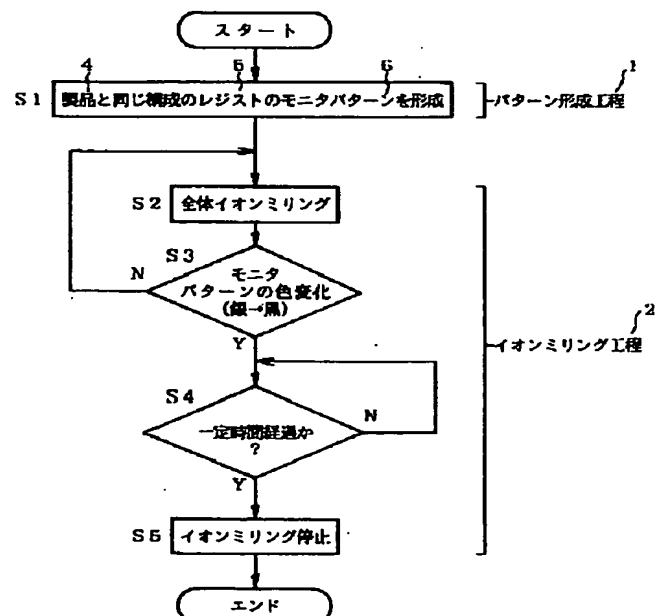 スタート
4 5 6
S1 製品と同じ構成のレジストのモニタパターンを形成
1
パターン形成工程
S2 全体イオンミリング
S3
N
モニタ
パターンの色変化
(銀→黒)
Y
2
イオンミリング工程
S4
N
一定時間経過か
?
Y
S5 イオンミリング停止
エンド